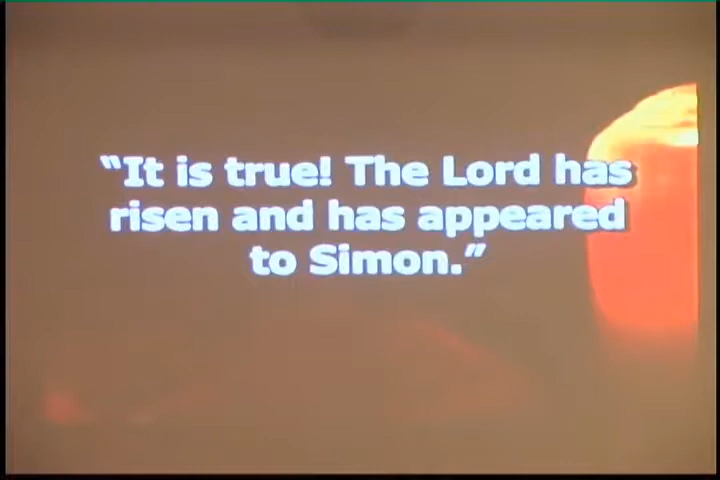 “It is true! The Lord has
risen and has appeared
to Simon.”